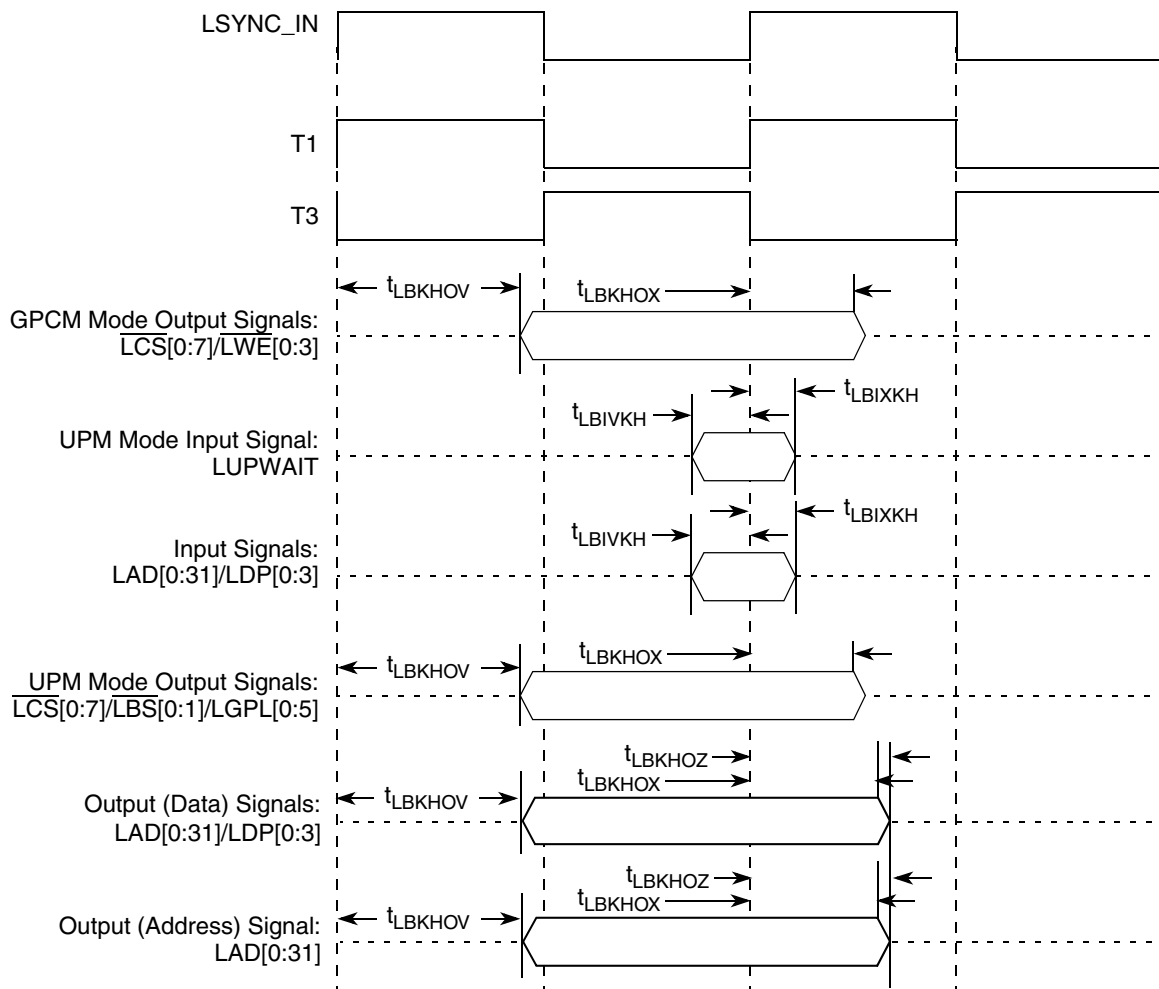 LSYNC_IN
T1
T3
tLBKHOV
tLBKHOX
GPCM Mode Output Signals:
LCS[0:7]/LWE[0:3]
tLBIXKH
tLBIVKH
UPM Mode Input Signal:
LUPWAIT
tLBIXKH
tLBIVKH
Input Signals:
LAD[0:31]/LDP[0:3]
tLBKHOV
tLBKHOX
UPM Mode Output Signals:
LCS[0:7]/LBS[0:1]/LGPL[0:5]
tLBKHOZ
tLBKHOX
tLBKHOV
Output (Data) Signals:
LAD[0:31]/LDP[0:3]
tLBKHOZ
tLBKHOX
tLBKHOV
Output (Address) Signal:
LAD[0:31]